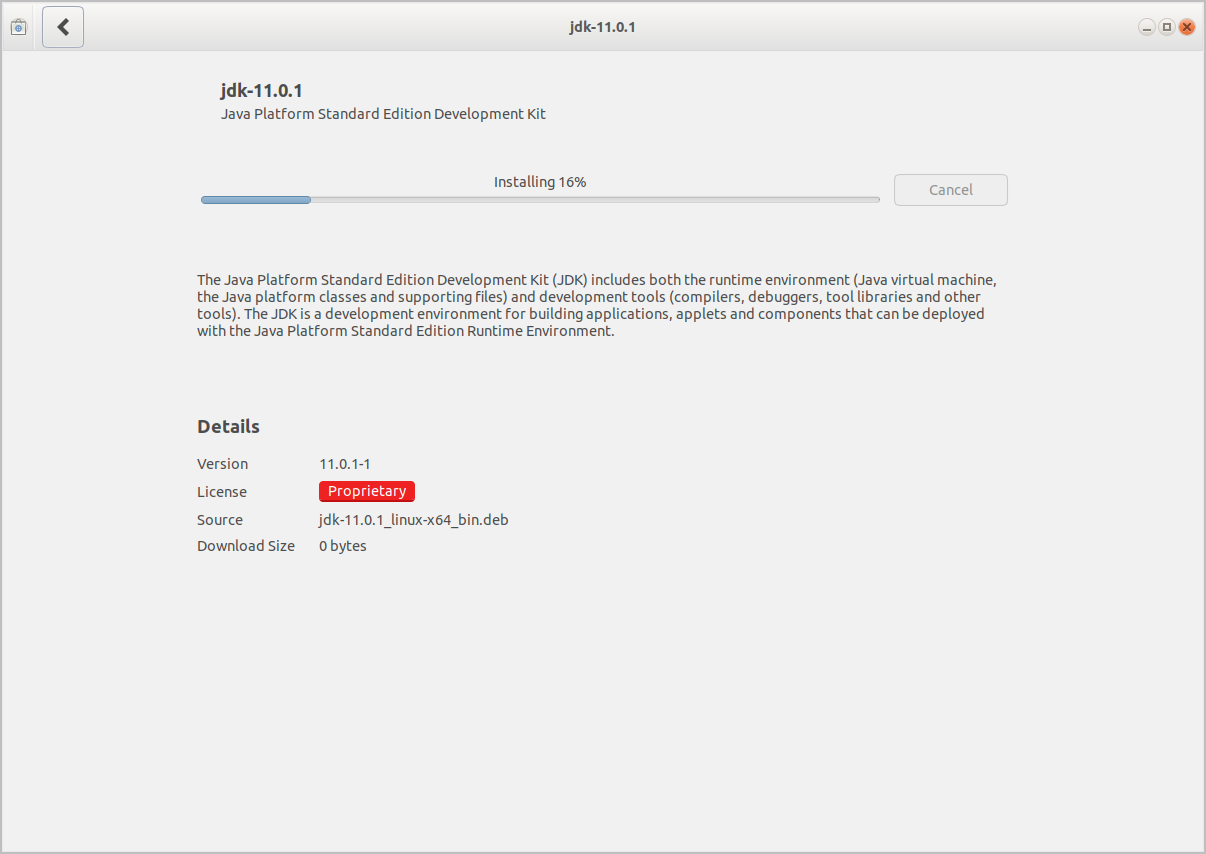 jdk-11.0.1
jdk-11.0.1
Java Platform Standard Edition Development Kit
Installing 16%
Cancel
The Java Platform Standard Edition Development Kit (JDK) includes both the runtime environment (Java virtual machine,
the Java platform classes and supporting files) and development tools (compilers, debuggers, tool libraries and other
tools). The JDK is a development environment for building applications, applets and components that can be deployed
with the Java Platform Standard Edition Runtime Environment.
Details
Version 11.0.1-1
License Proprietary
Source jdk-11.0.1_linux-x64_bin.deb
Download Size 0 bytes